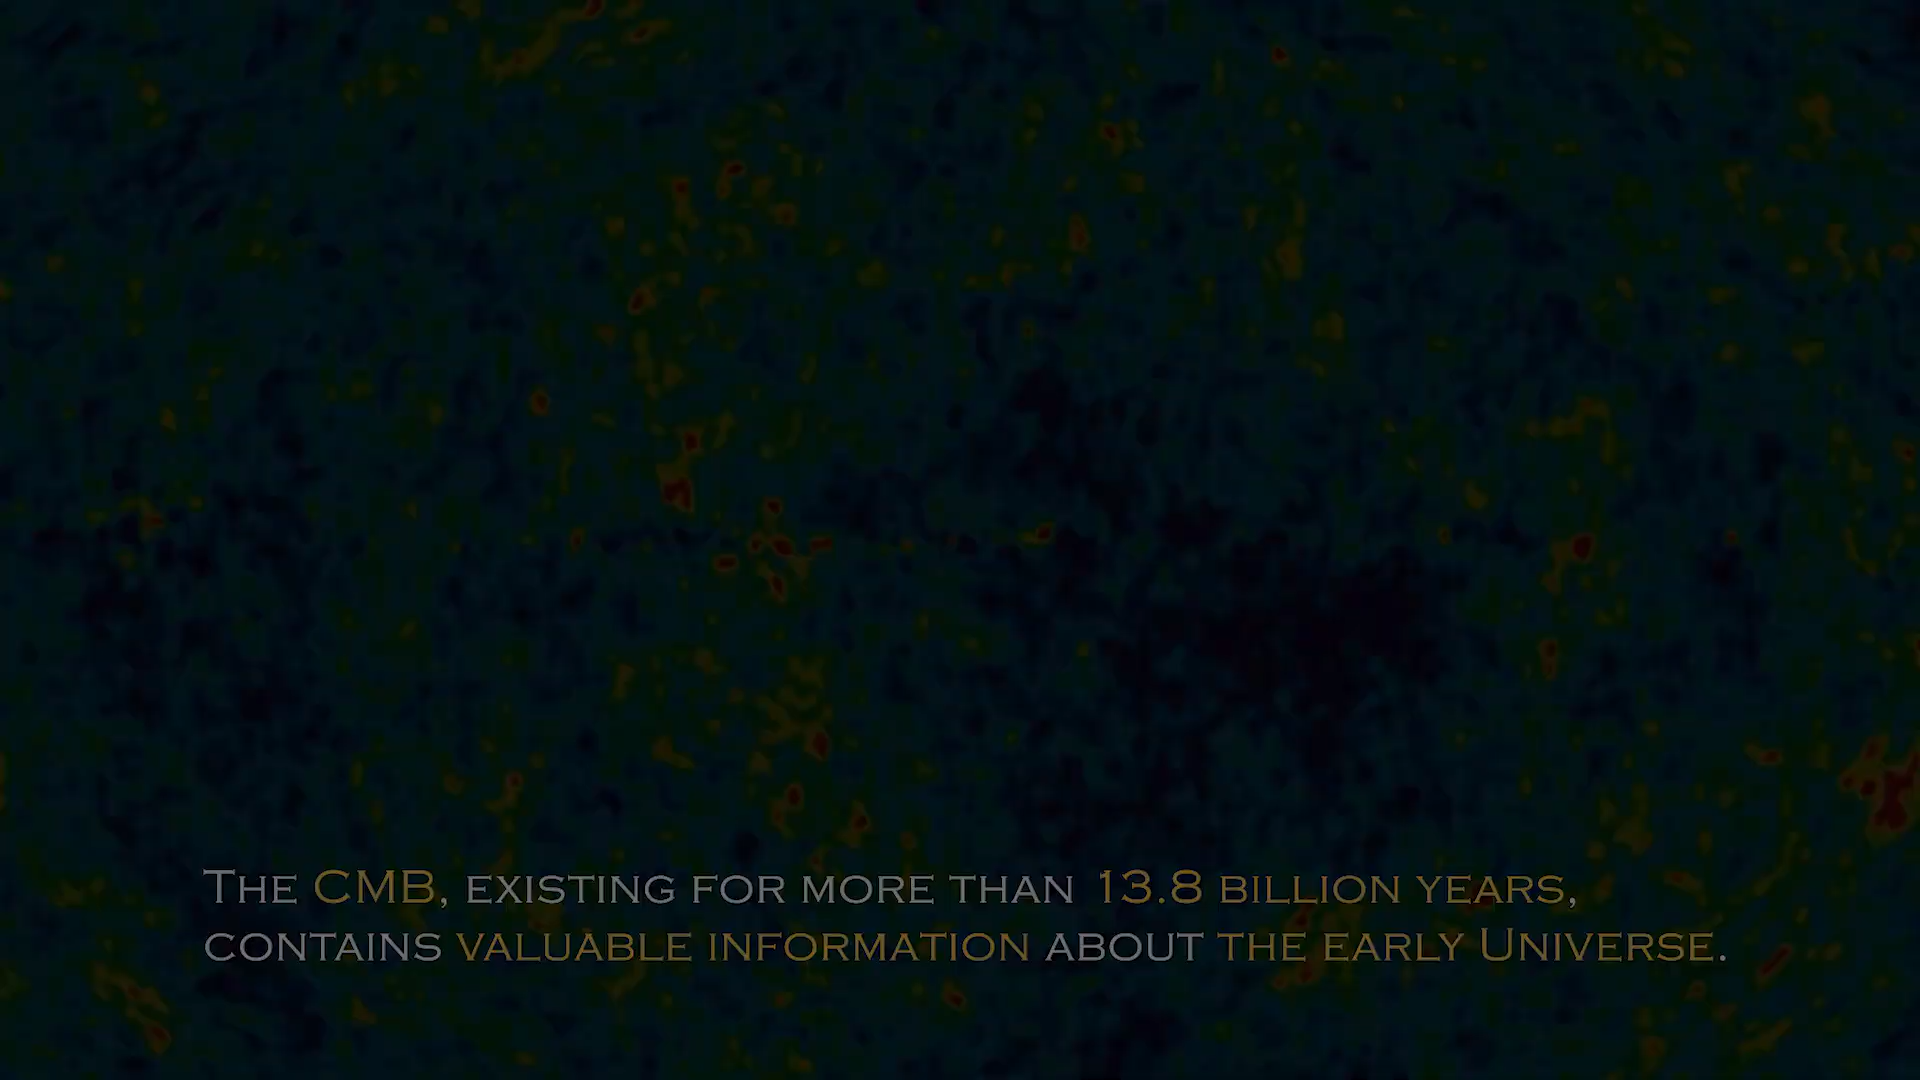 The CMB, existing for more than 13.8 billion years,
contains valuable information about the early Universe.